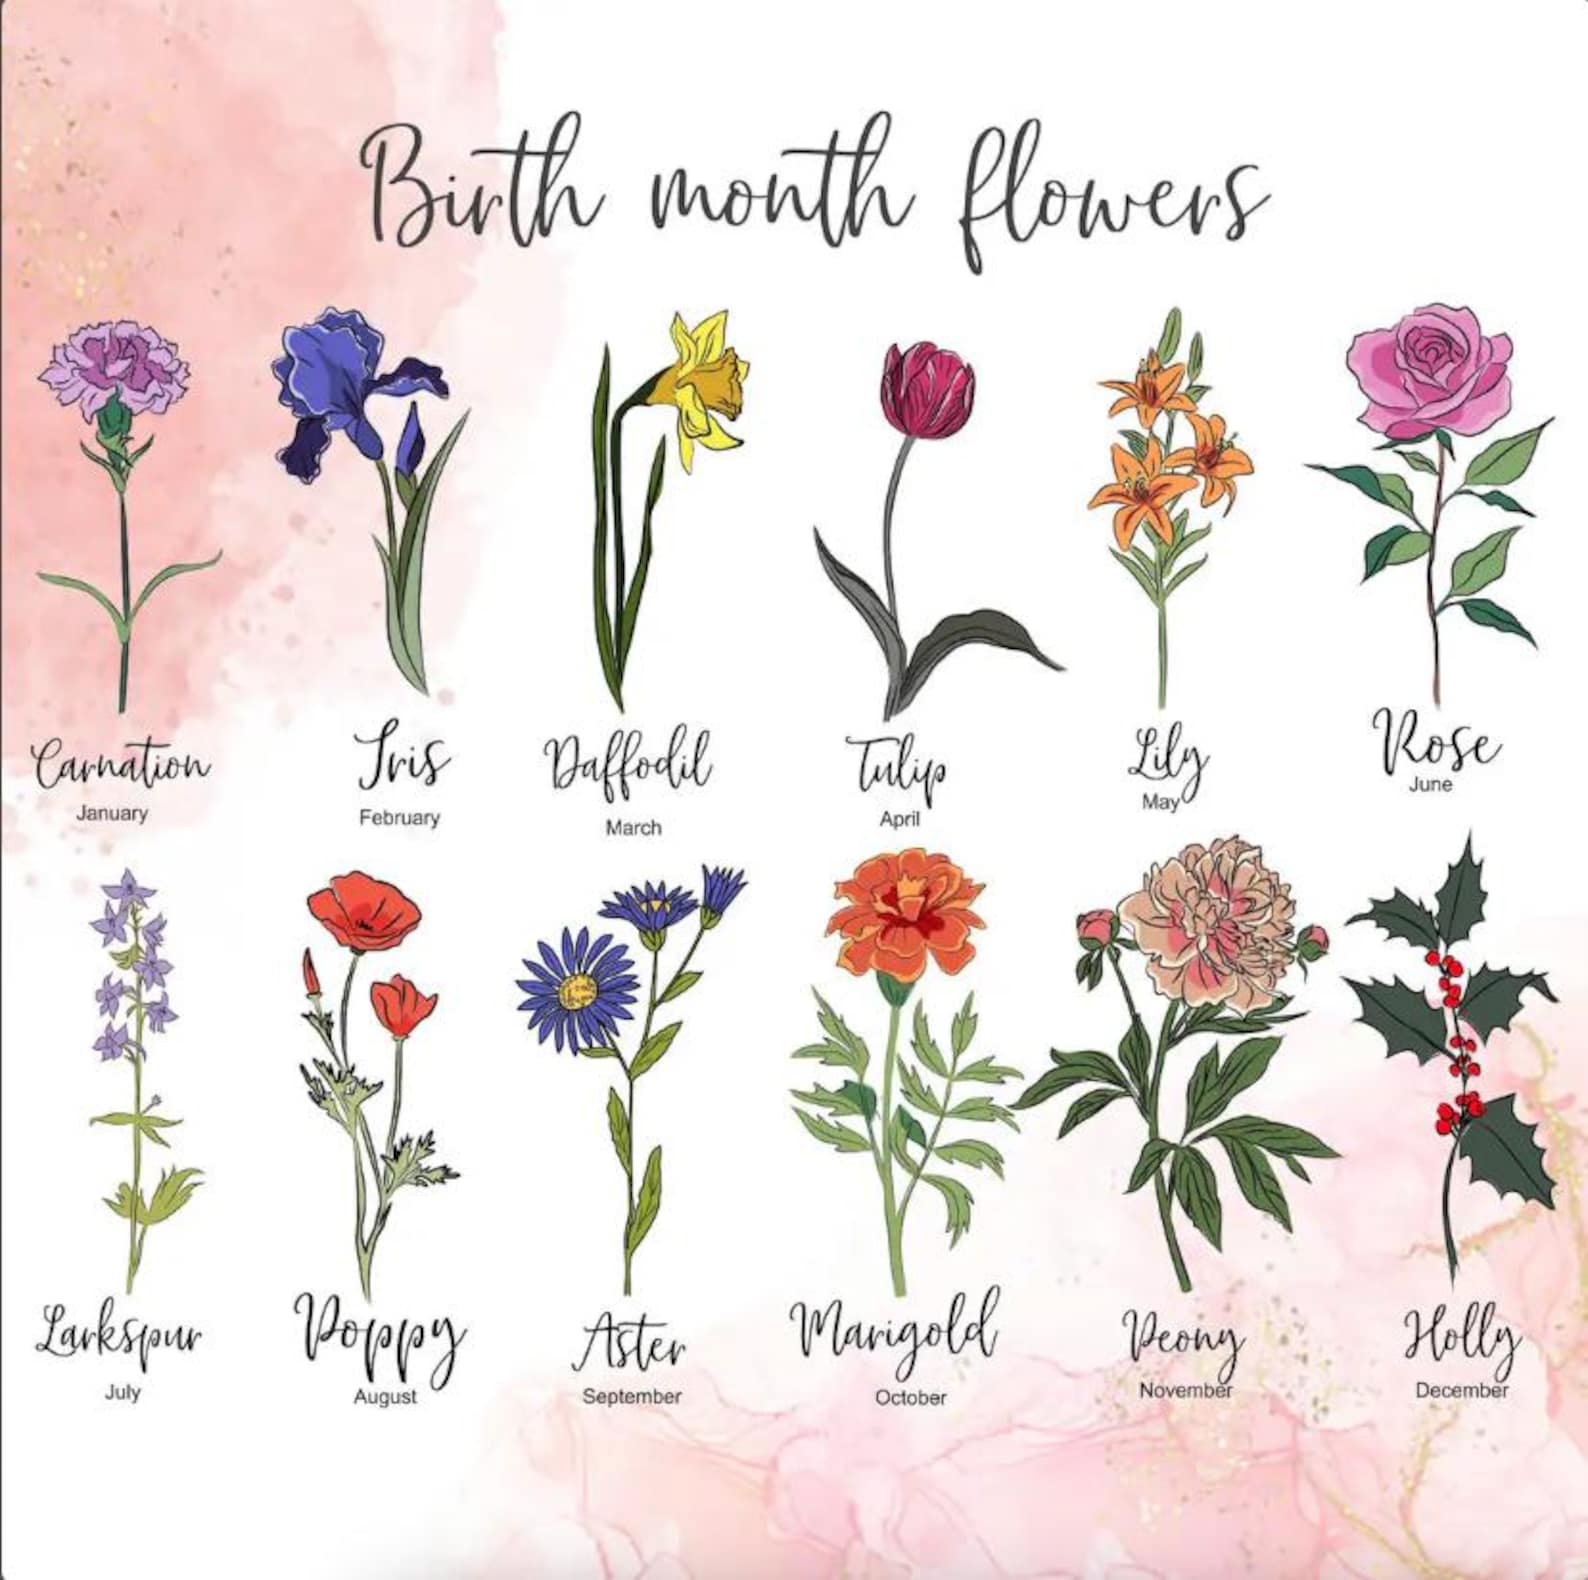 Birth month flowers
Carnation
January
Iris
February
Daffodil
March
Tulip
April
Lily
May
Rose
June
Larkspur
July
Poppy
August
Aster
September
Marigold
October
Peony
November
Holly
December